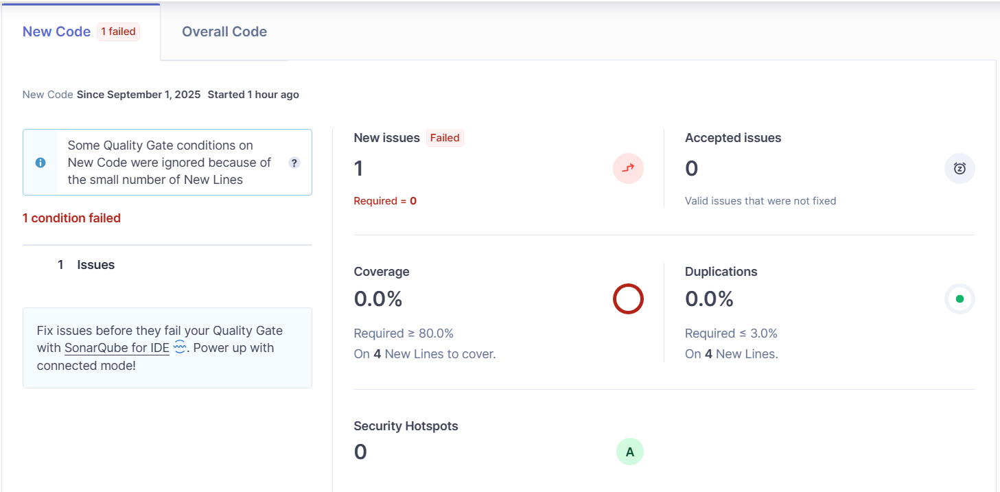 New Code 1 failed Overall Code
New Code Since September 1, 2025 Started 1 hour ago
Some Quality Gate conditions on
New Code were ignored because of
the small number of New Lines
?
1 condition failed
1 Issues
Fix issues before they fail your Quality Gate
with SonarQube for IDE. Power up with
connected mode!
New issues Failed
1
Required = 0
Accepted issues
0
Valid issues that were not fixed
Coverage
0.0%
Required ≥ 80.0%
On 4 New Lines to cover.
Duplications
0.0%
Required ≤ 3.0%
On 4 New Lines.
Security Hotspots
0
A